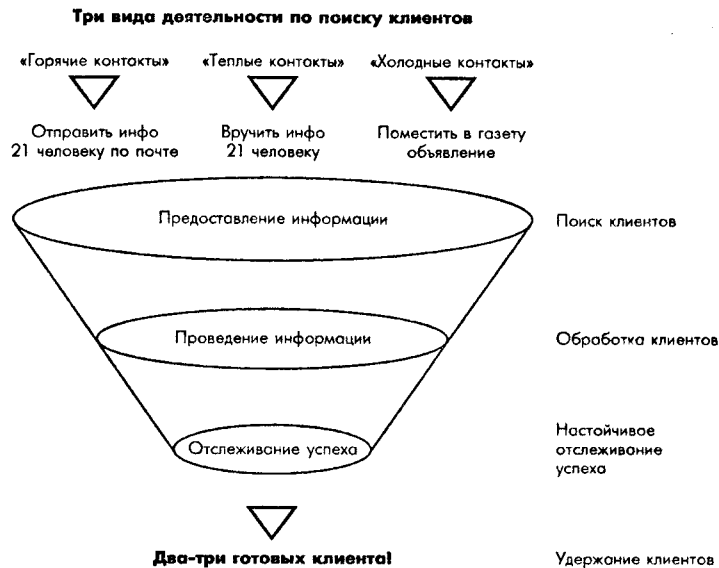 Три вида деятельности по поиску клиентов
«Горячие контакты»
«Теплые контакты»
«Холодные контакты»
Отправить инфо
21 человеку по почте
Вручить инфо
21 человеку
Поместить в газету
объявление
Предоставление информации
Поиск клиентов
Проведение информации
Обработка клиентов
Отслеживание успеха
Настойчивое
отслеживание
успеха
Два-три готовых клиента!
Удержание клиентов